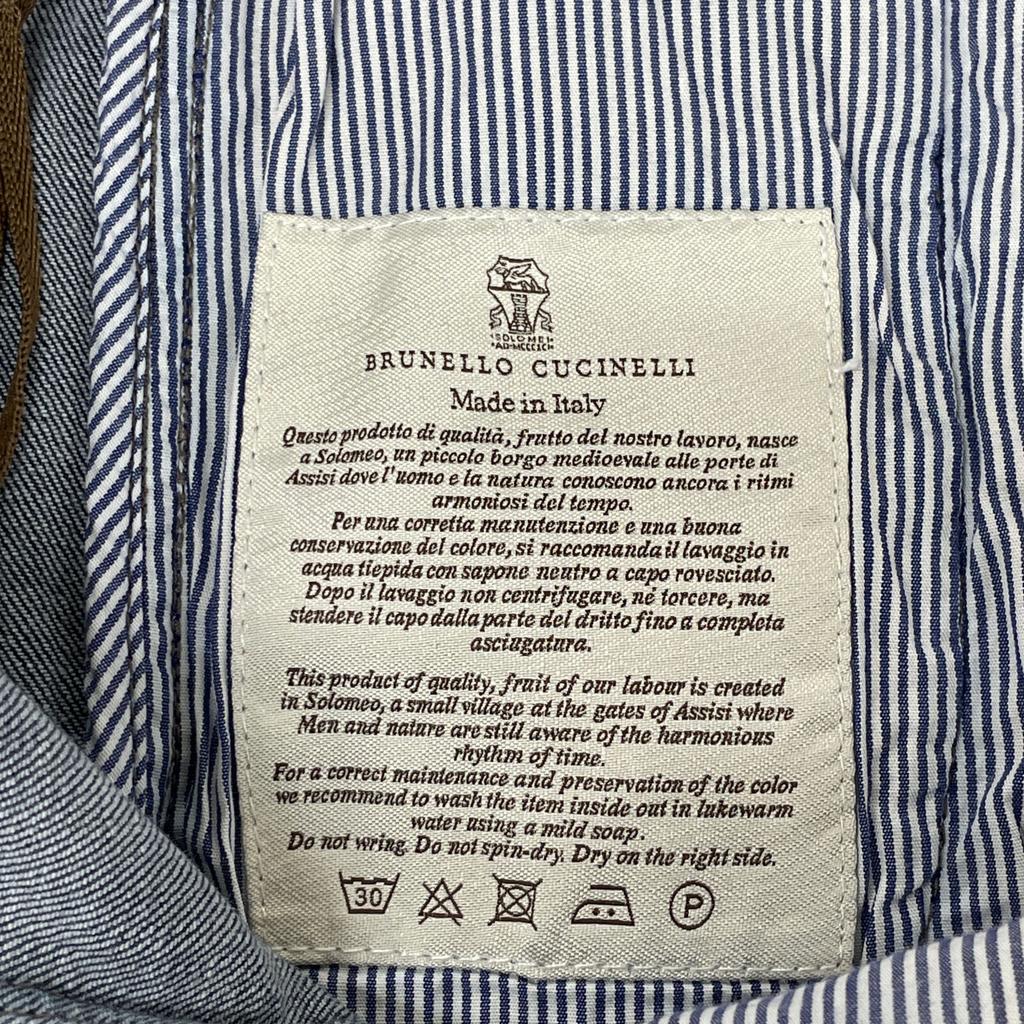 BRUNELLO CUCINELLI
Made in Italy
Questo prodotto di qualità, frutto del nostro lavoro, nasce
a Solomeo, un piccolo borgo medioevale alle porte di
Assisi dove l'uomo e la natura conoscono ancora i ritmi
armoniosi del tempo.
Per una corretta manutenzione e una buona
conservazione del colore, si raccomanda il lavaggio in
acqua tiepida con sapone neutro a capo rovesciato.
Dopo il lavaggio non centrifugare, né torcere, ma
stendere il capo dalla parte del dritto fino a completa
asciugatura.
This product of quality, fruit of our labour is created
in Solomeo, a small village at the gates of Assisi where
Men and nature are still aware of the harmonious
rhythm of time.
For a correct maintenance and preservation of the color
we recommend to wash the item inside out in lukewarm
water using a mild soap.
Do not wring. Do not spin-dry. Dry on the right side.
30 P